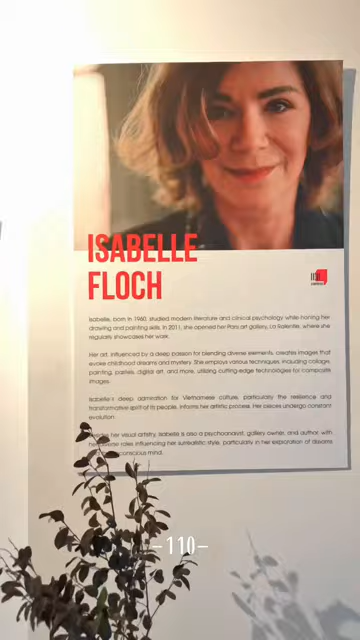 ISABELLE
FLOCH
Isabelle, born in 1960, studied modern literature and clinical psychology while honing her
drawing and painting skills. In 2011, she opened her Paris art gallery, La Ralentie, where she
regularly showcases her work.
Her art, influenced by a deep passion for blending diverse elements, creates images that
evoke childhood dreams and mystery. She employs various techniques, including collage,
painting, pastels, digital art, and more, utilizing cutting-edge technologies for composite
images.
Isabelle's deep admiration for Vietnamese culture, particularly the resilience and
transformative spirit of its people, informs her artistic process. Her pieces undergo constant
evolution.
her visual artistry, Isabelle is also a psychoanalyst, gallery owner, and author with
her diverse roles influencing her surrealistic style, particularly in her exploration of dreams
conscious mind.
-110-